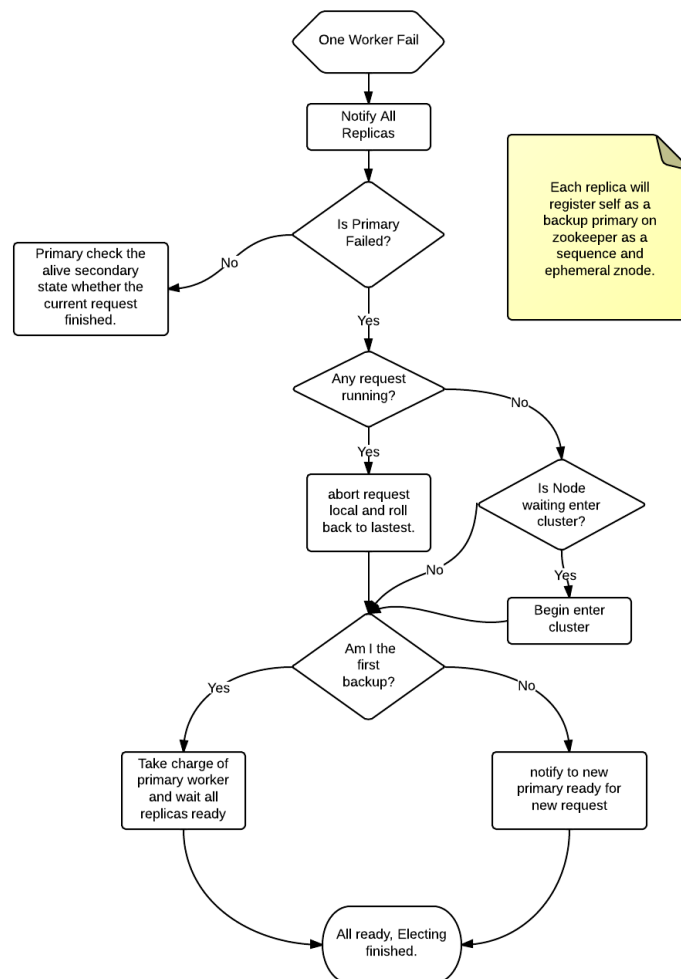 One Worker Fail
Notify All
Replicas
Each replica will
register self as a
backup primary on
zookeeper as a
sequence and
ephemeral znode.
Is Primary
Failed?
No
Primary check the
alive secondary
state whether the
current request
finished.
Yes
Any request
running?
No
Yes
abort request
local and roll
back to lastest.
Is Node
waiting enter
cluster?
No
Yes
Begin enter
cluster
Am I the
first
backup?
Yes
No
Take charge of
primary worker
and wait all
replicas ready
notify to new
primary ready for
new request
All ready, Electing
finished.